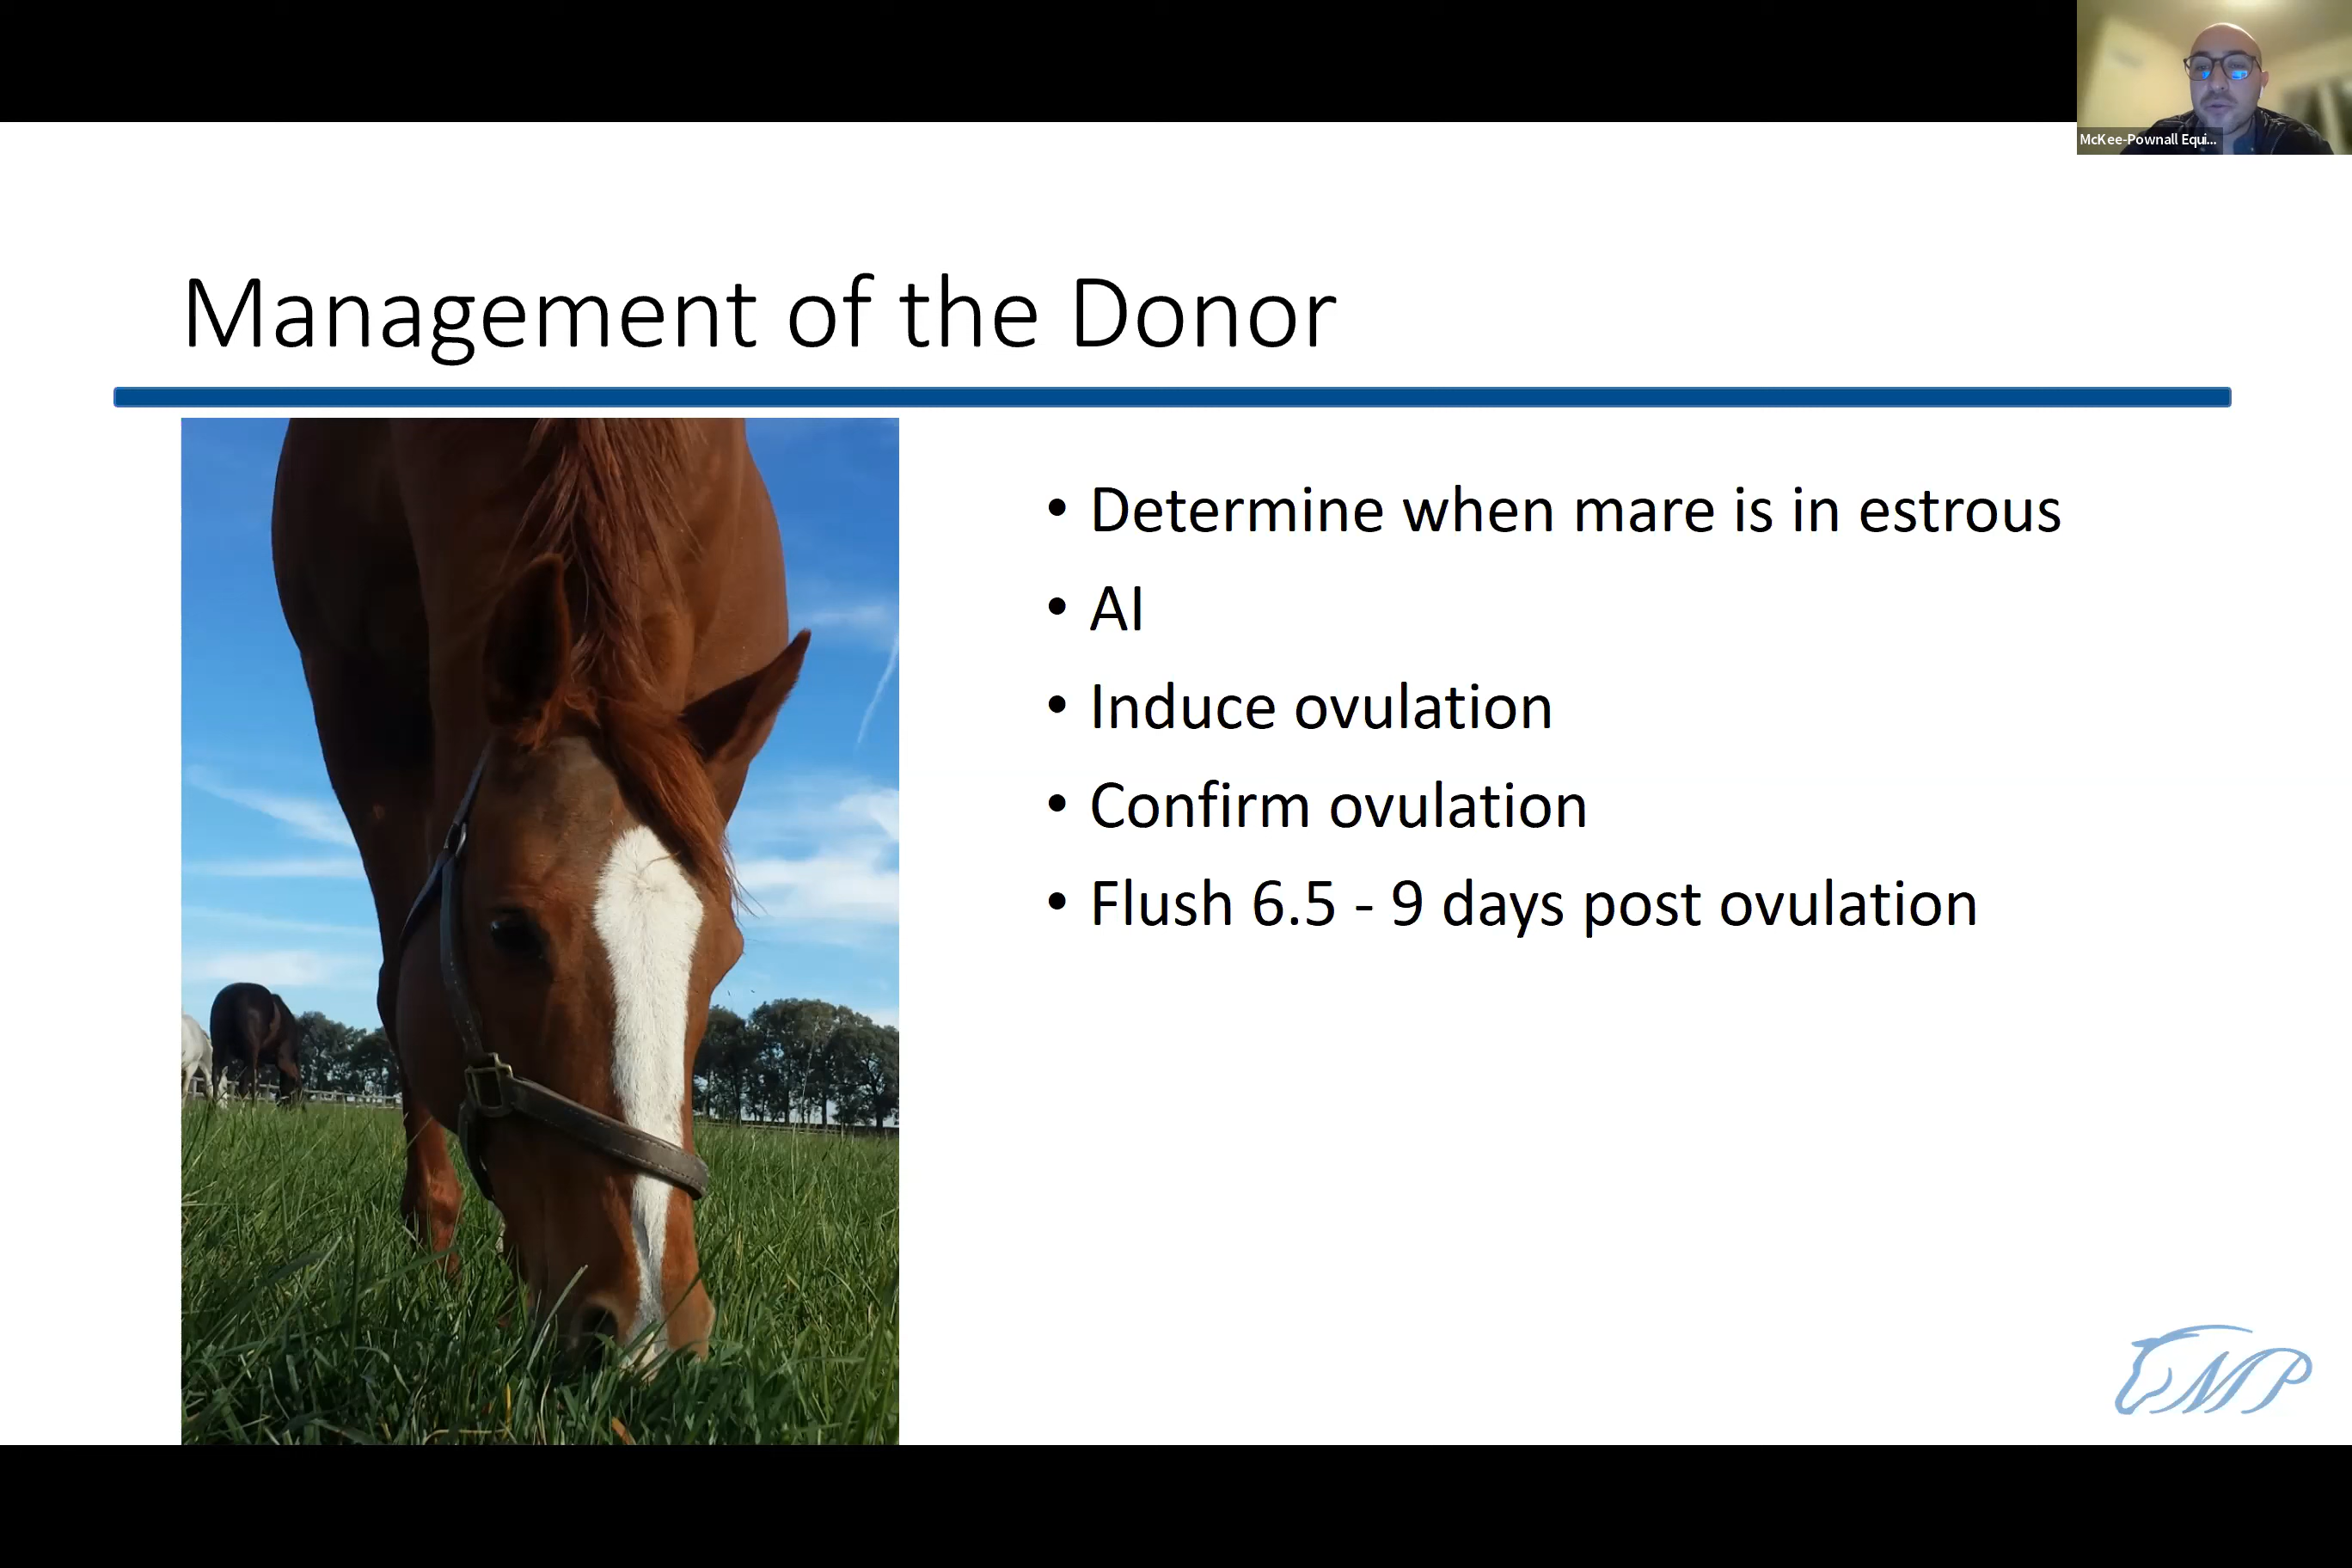 McKee-Pownall Equi...
Management of the Donor
• Determine when mare is in estrous
• AI
• Induce ovulation
• Confirm ovulation
• Flush 6.5 - 9 days post ovulation
MP